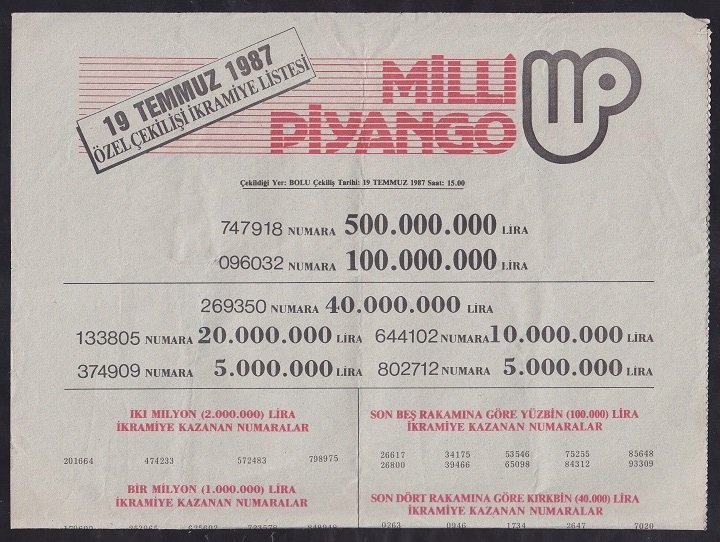 19 TEMMUZ 1987
ÖZEL ÇEKİLİŞİ İKRAMİYE LİSTESİ
MİLLİ
PİYANGO
Çekildiği Yer: BOLU Çekiliş Tarihi: 19 TEMMUZ 1987 Saat: 15.00
747918 NUMARA 500.000.000 LİRA
096032 NUMARA 100.000.000 LİRA
269350 NUMARA 40.000.000 LİRA
133805 NUMARA 20.000.000 LİRA 644102 NUMARA 10.000.000 LİRA
374909 NUMARA 5.000.000 LİRA 802712 NUMARA 5.000.000 LİRA
IKI MİLYON (2.000.000) LİRA
İKRAMİYE KAZANAN NUMARALAR
201664 474233 572483 798975
BİR MİLYON (1.000.000) LİRA
İKRAMİYE KAZANAN NUMARALAR
SON BEŞ RAKAMINA GÖRE YÜZBİN (100.000) LİRA
İKRAMİYE KAZANAN NUMARALAR
26617 34175 53546 75255 85648
26800 39466 65098 84312 93309
SON DÖRT RAKAMINA GÖRE KIRKBİN (40.000) LİRA
İKRAMİYE KAZANAN NUMARALAR
0263 0946 1734 2647 7020